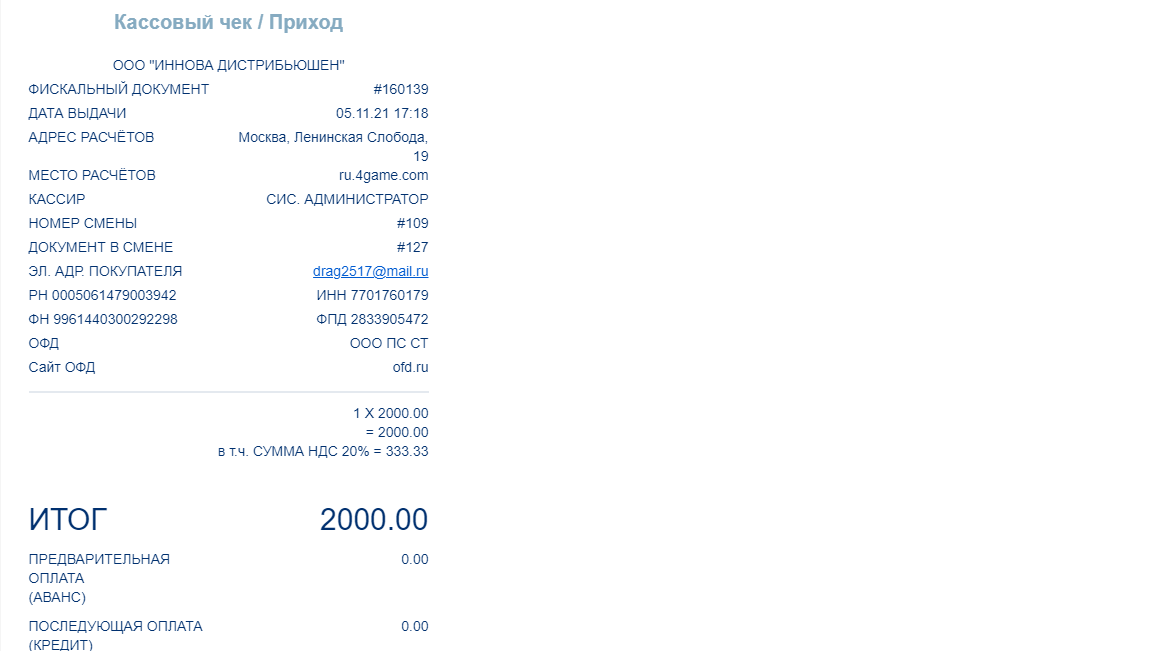 Кассовый чек / Приход
ООО "ИННОВА ДИСТРИБЬЮШЕН"
ФИСКАЛЬНЫЙ ДОКУМЕНТ #160139
ДАТА ВЫДАЧИ 05.11.21 17:18
АДРЕС РАСЧЁТОВ Москва, Ленинская Слобода,
19
МЕСТО РАСЧЁТОВ ru.4game.com
КАССИР СИС. АДМИНИСТРАТОР
НОМЕР СМЕНЫ #109
ДОКУМЕНТ В СМЕНЕ #127
ЭЛ. АДР. ПОКУПАТЕЛЯ drag2517@mail.ru
РН 0005061479003942 ИНН 7701760179
ФН 9961440300292298 ФПД 2833905472
ОФД ООО ПС СТ
Сайт ОФД ofd.ru
1 X 2000.00
= 2000.00
в т.ч. СУММА НДС 20% = 333.33
ИТОГ 2000.00
ПРЕДВАРИТЕЛЬНАЯ 0.00
ОПЛАТА
(АВАНС)
ПОСЛЕДУЮЩАЯ ОПЛАТА 0.00
(КРЕДИТ)